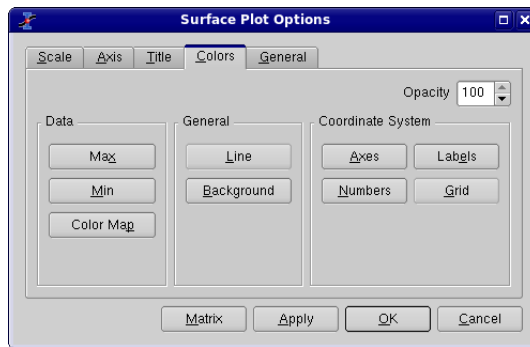 Surface Plot Options
Scale Axis Title Colors General
Opacity 100
Data General Coordinate System
Max Line Axes Labels
Min Background Numbers Grid
Color Map
Matrix Apply OK Cancel